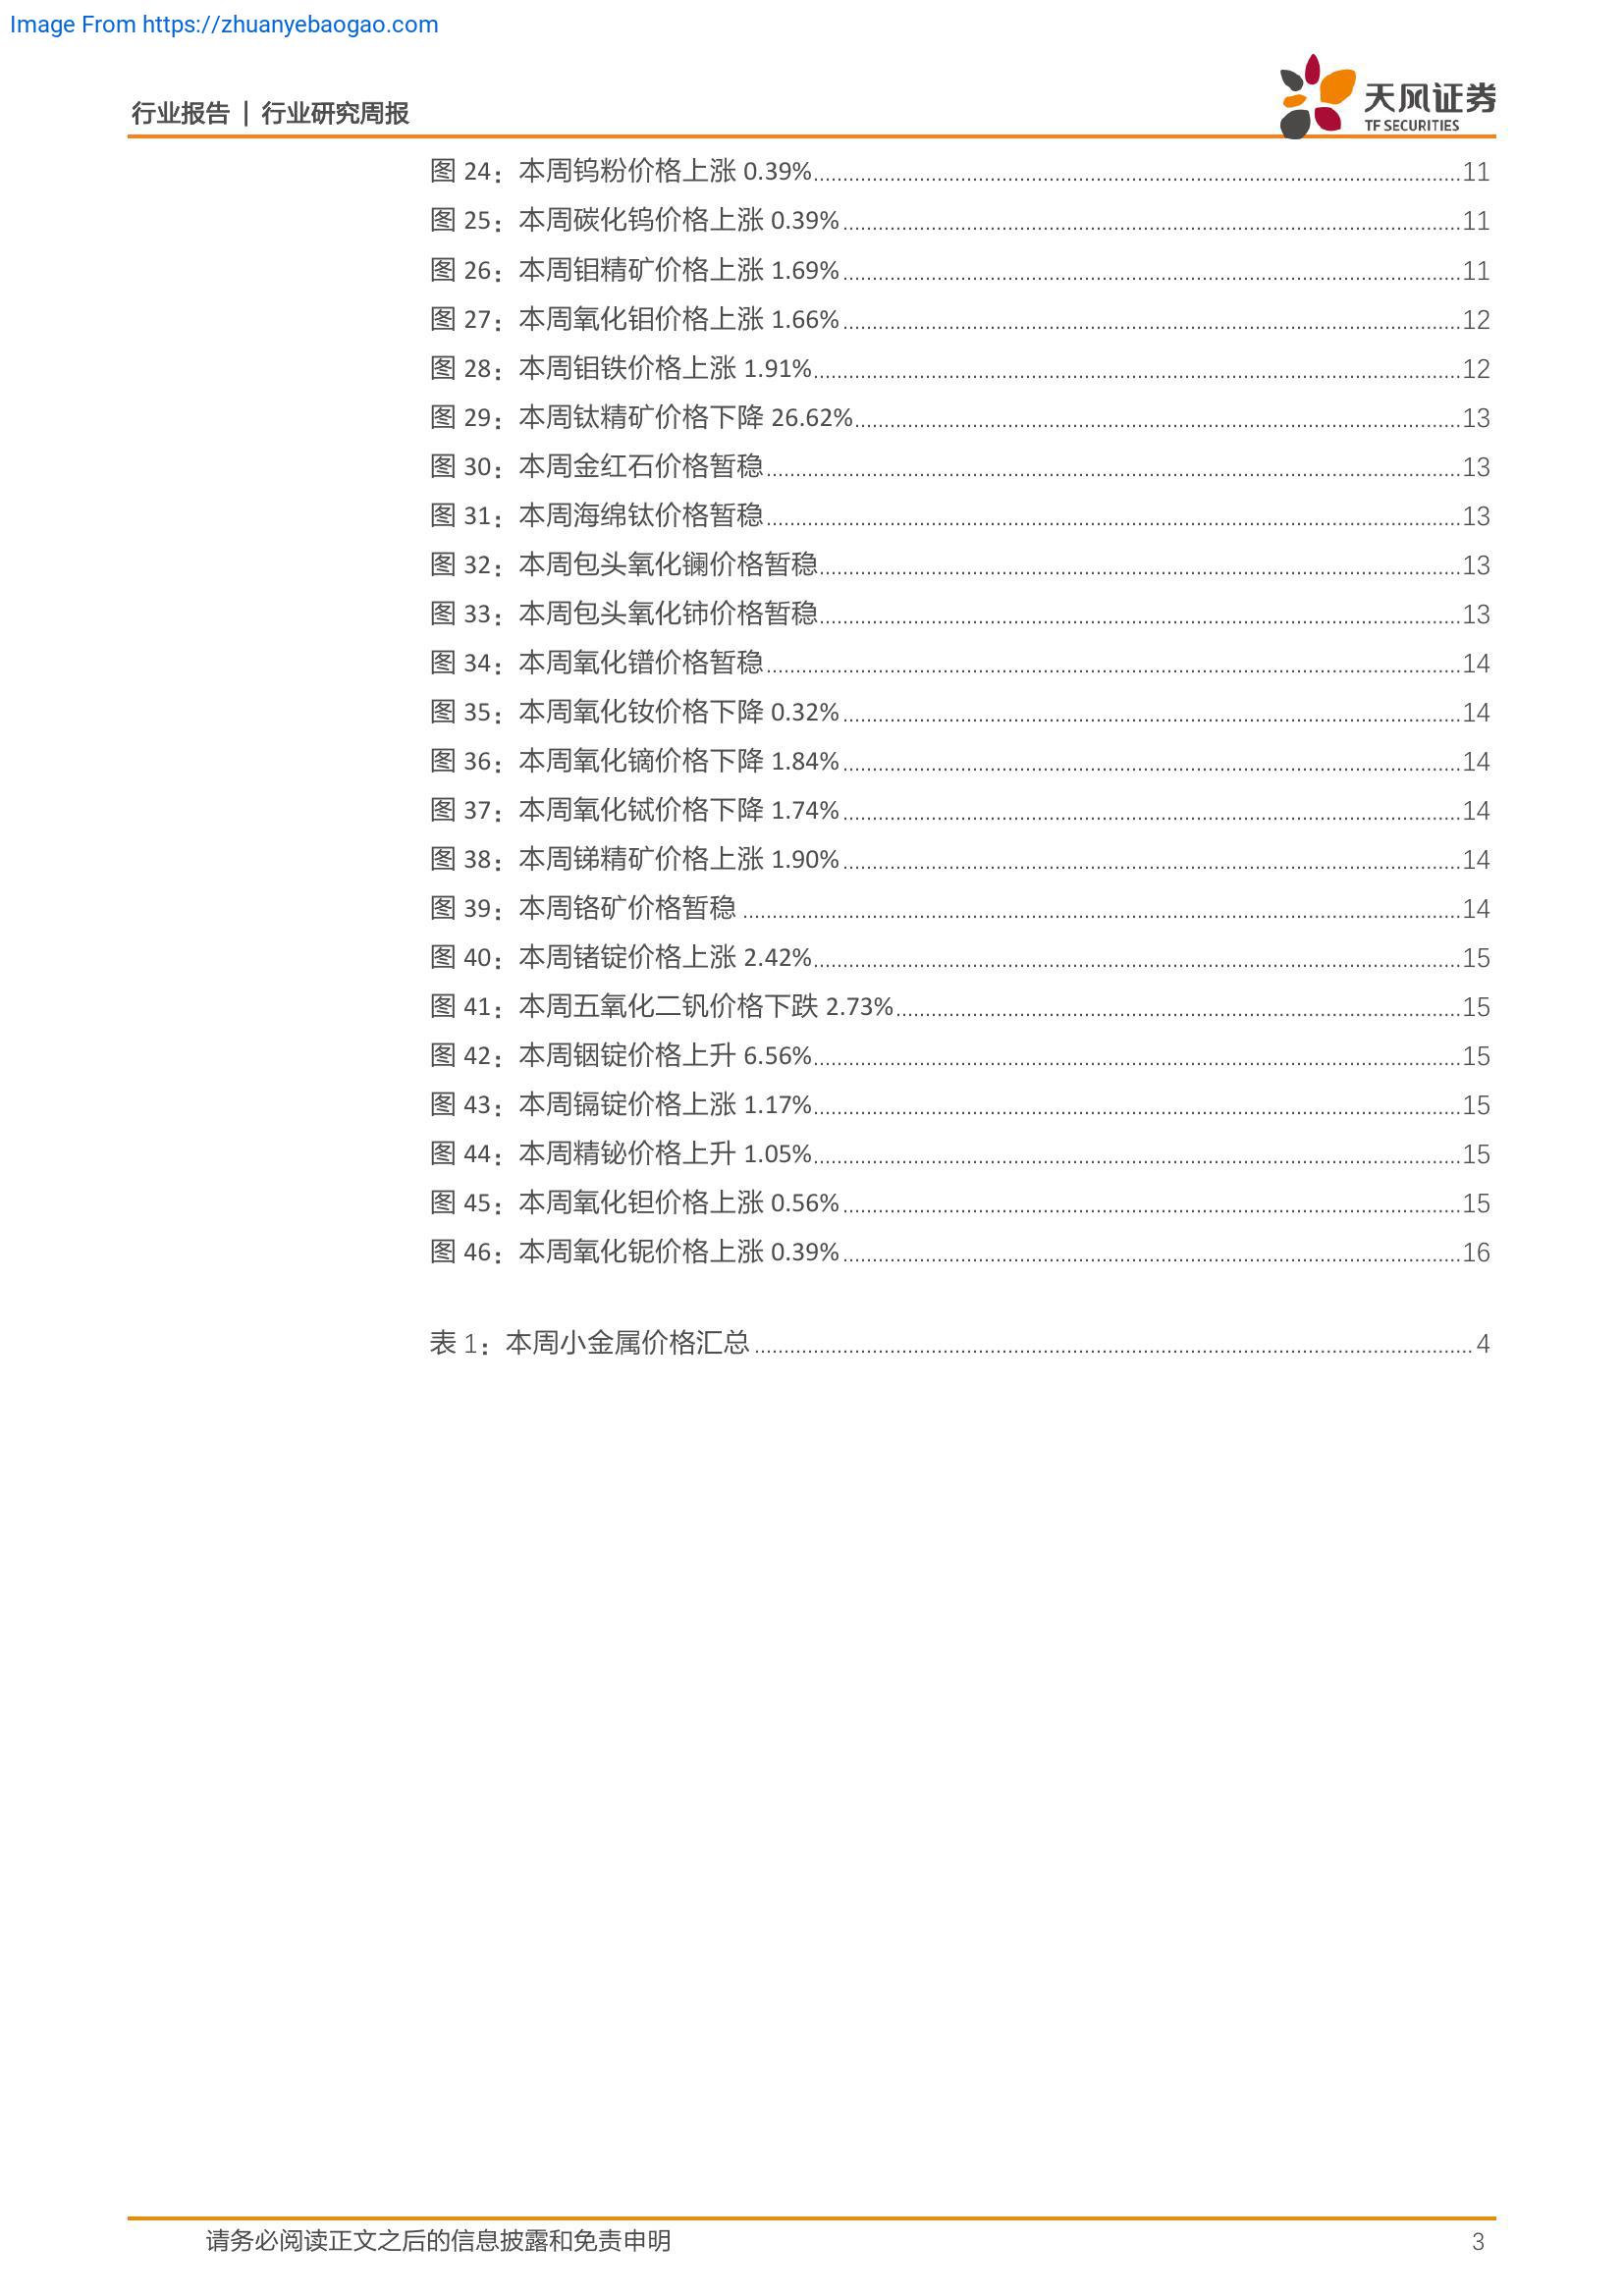 Image From https://zhuanyebaogao.com
行业报告 | 行业研究周报
天风证券
TF SECURITIES
图 24：本周钨粉价格上涨 0.39%............11
图 25：本周碳化钨价格上涨 0.39%............11
图 26：本周钼精矿价格上涨 1.69%............11
图 27：本周氧化钼价格上涨 1.66%............12
图 28：本周钼铁价格上涨 1.91%............12
图 29：本周钛精矿价格下降 26.62%............13
图 30：本周金红石价格暂稳............13
图 31：本周海绵钛价格暂稳............13
图 32：本周包头氧化镧价格暂稳............13
图 33：本周包头氧化铈价格暂稳............13
图 34：本周氧化镨价格暂稳............14
图 35：本周氧化钕价格下降 0.32%............14
图 36：本周氧化镝价格下降 1.84%............14
图 37：本周氧化铽价格下降 1.74%............14
图 38：本周锑精矿价格上涨 1.90%............14
图 39：本周铬矿价格暂稳............14
图 40：本周锗锭价格上涨 2.42%............15
图 41：本周五氧化二钒价格下跌 2.73%............15
图 42：本周铟锭价格上升 6.56%............15
图 43：本周镉锭价格上涨 1.17%............15
图 44：本周精铋价格上升 1.05%............15
图 45：本周氧化钽价格上涨 0.56%............15
图 46：本周氧化铌价格上涨 0.39%............16
表 1：本周小金属价格汇总............4
请务必阅读正文之后的信息披露和免责申明 3